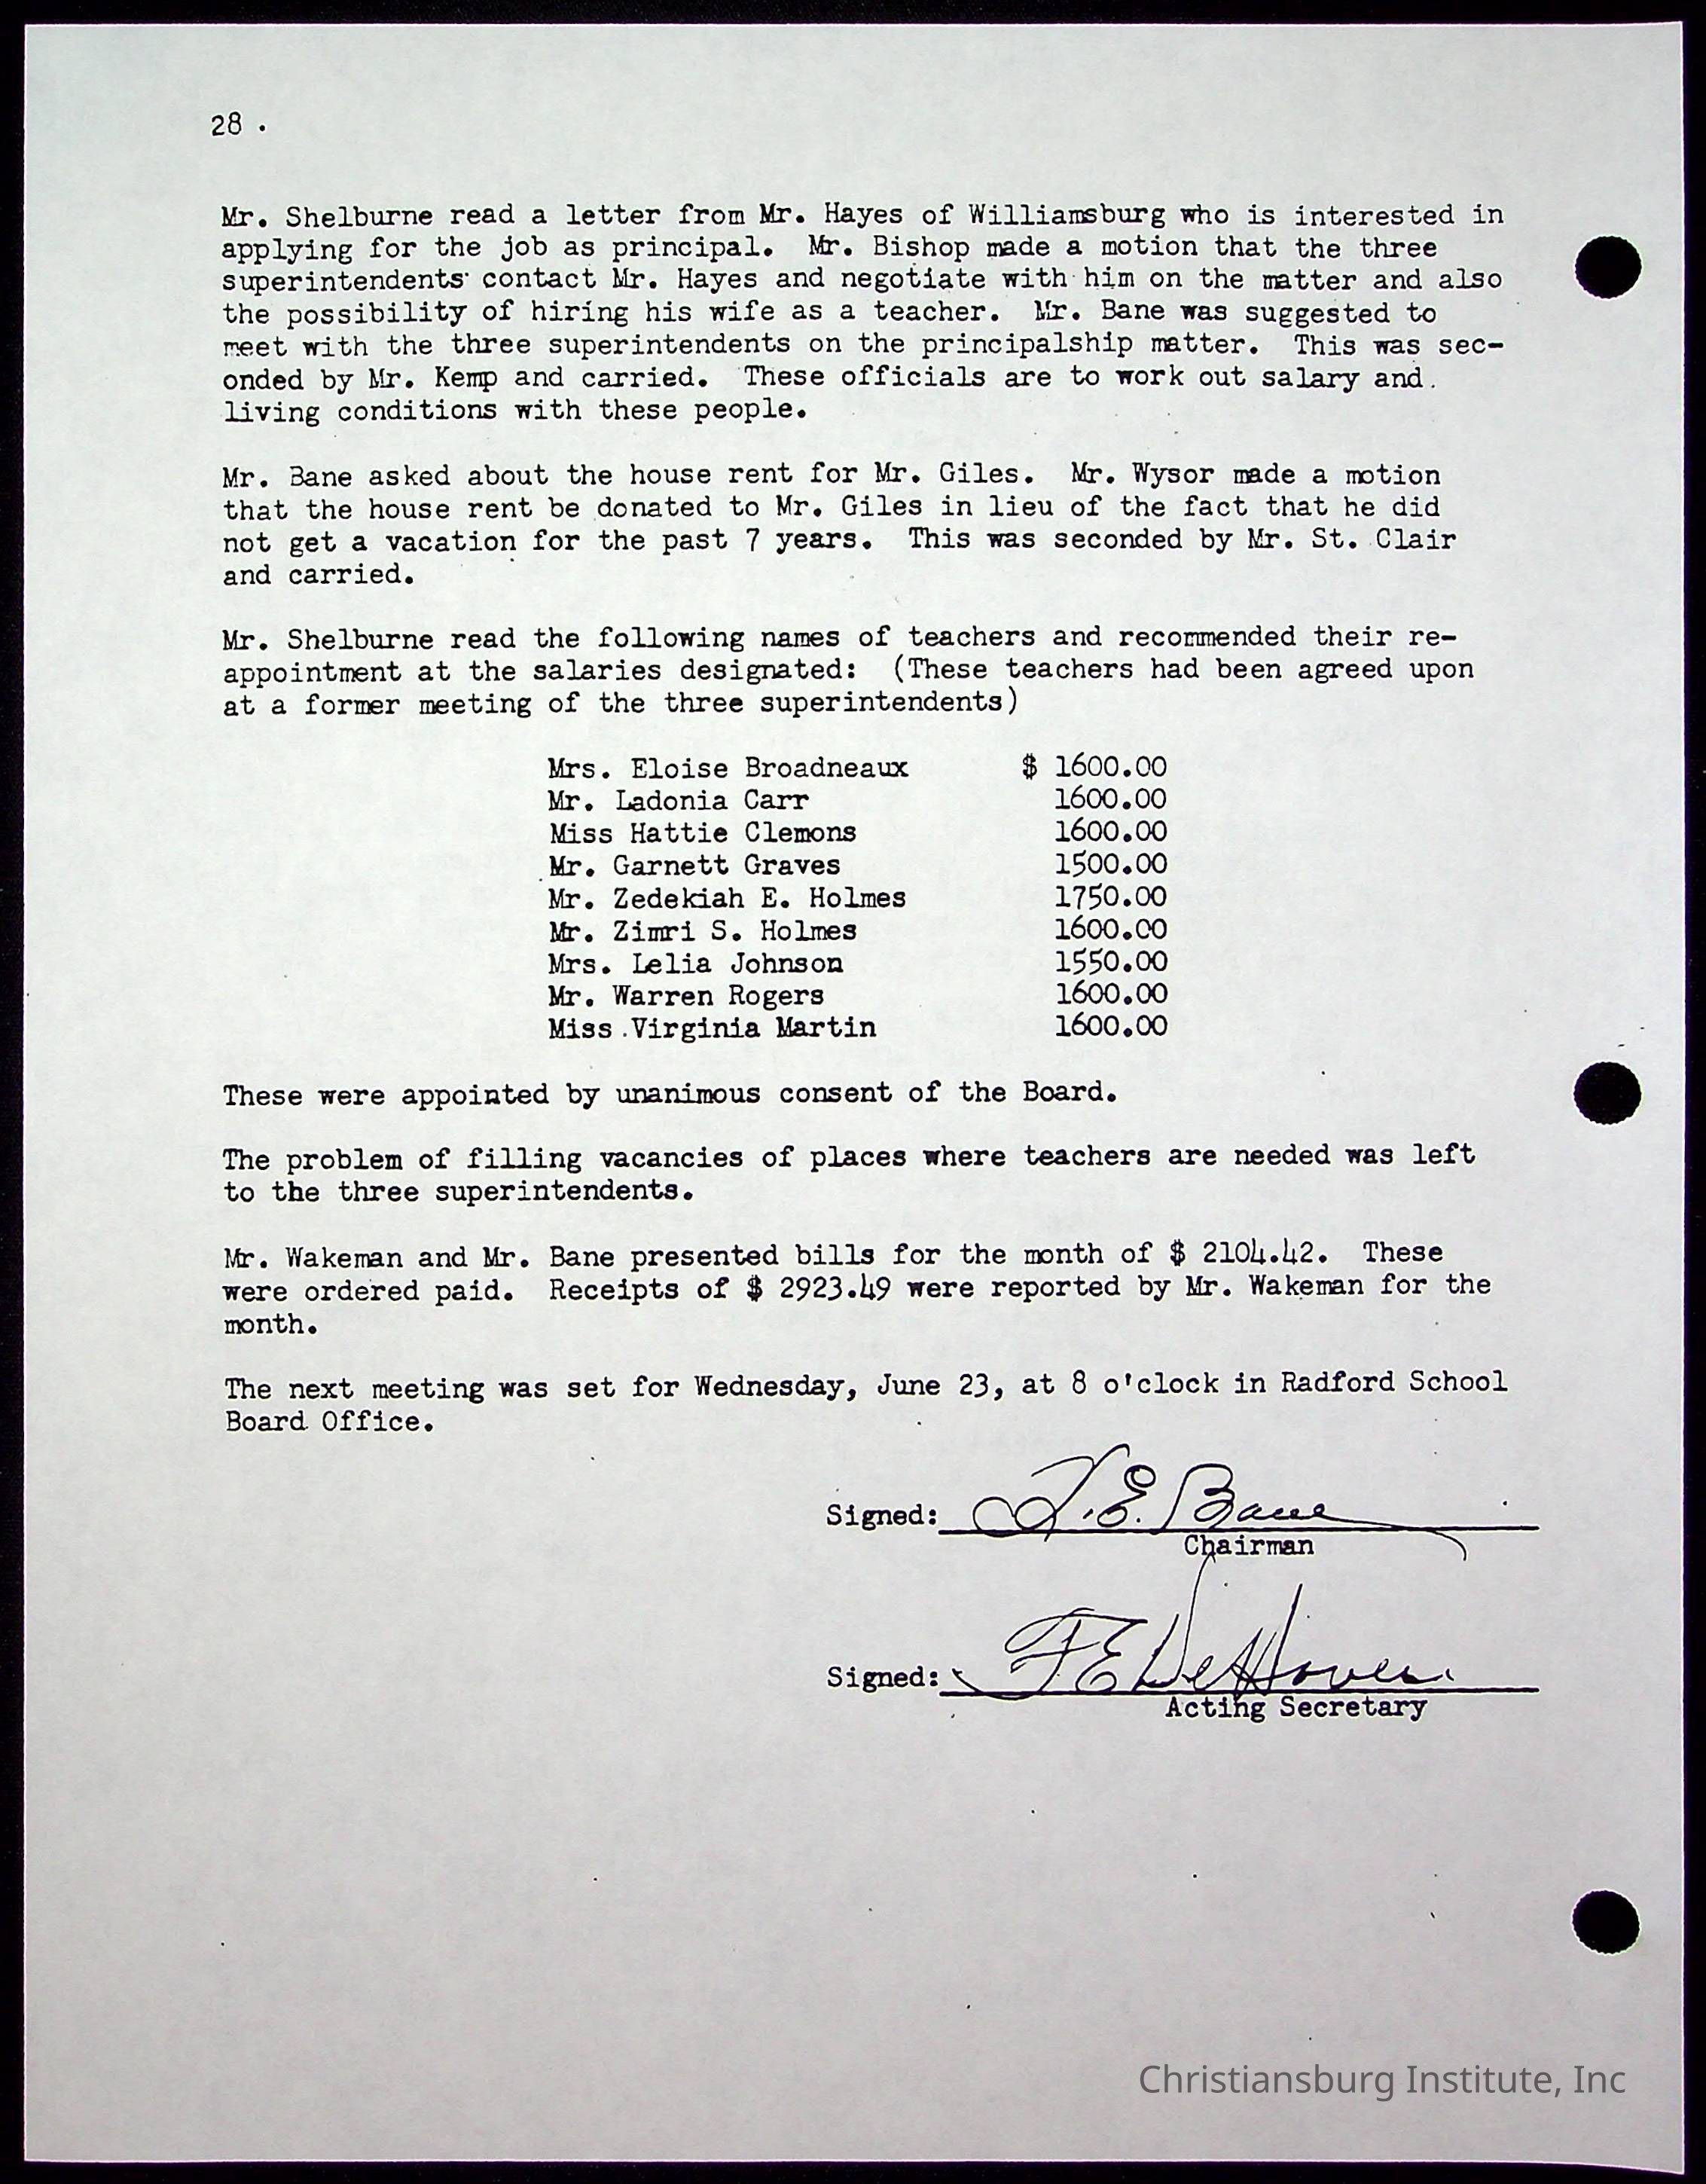 28 .
Mr. Shelburne read a letter from Mr. Hayes of Williamsburg who is interested in
applying for the job as principal. Mr. Bishop made a motion that the three
superintendents contact Mr. Hayes and negotiate with him on the matter and also
the possibility of hiring his wife as a teacher. Mr. Bane was suggested to
meet with the three superintendents on the principalship matter. This was sec-
onded by Mr. Kemp and carried. These officials are to work out salary and.
living conditions with these people.
Mr. Bane asked about the house rent for Mr. Giles. Mr. Wysor made a motion
that the house rent be donated to Mr. Giles in lieu of the fact that he did
not get a vacation for the past 7 years. This was seconded by Mr. St. Clair
and carried.
Mr. Shelburne read the following names of teachers and recommended their re-
appointment at the salaries designated: (These teachers had been agreed upon
at a former meeting of the three superintendents)
Mrs. Eloise Broadneaux $ 1600.00
Mr. Ladonia Carr 1600.00
Miss Hattie Clemons 1600.00
Mr. Garnett Graves 1500.00
Mr. Zedekiah E. Holmes 1750.00
Mr. Zimri S. Holmes 1600.00
Mrs. Lelia Johnson 1550.00
Mr. Warren Rogers 1600.00
Miss Virginia Martin 1600.00
These were appointed by unanimous consent of the Board.
The problem of filling vacancies of places where teachers are needed was left
to the three superintendents.
Mr. Wakeman and Mr. Bane presented bills for the month of $ 2104.42. These
were ordered paid. Receipts of $ 2923.49 were reported by Mr. Wakeman for the
month.
The next meeting was set for Wednesday, June 23, at 8 o'clock in Radford School
Board Office.
Signed: E. Bane
Chairman
Signed: F E DeHaven
Acting Secretary
Christiansburg Institute, Inc